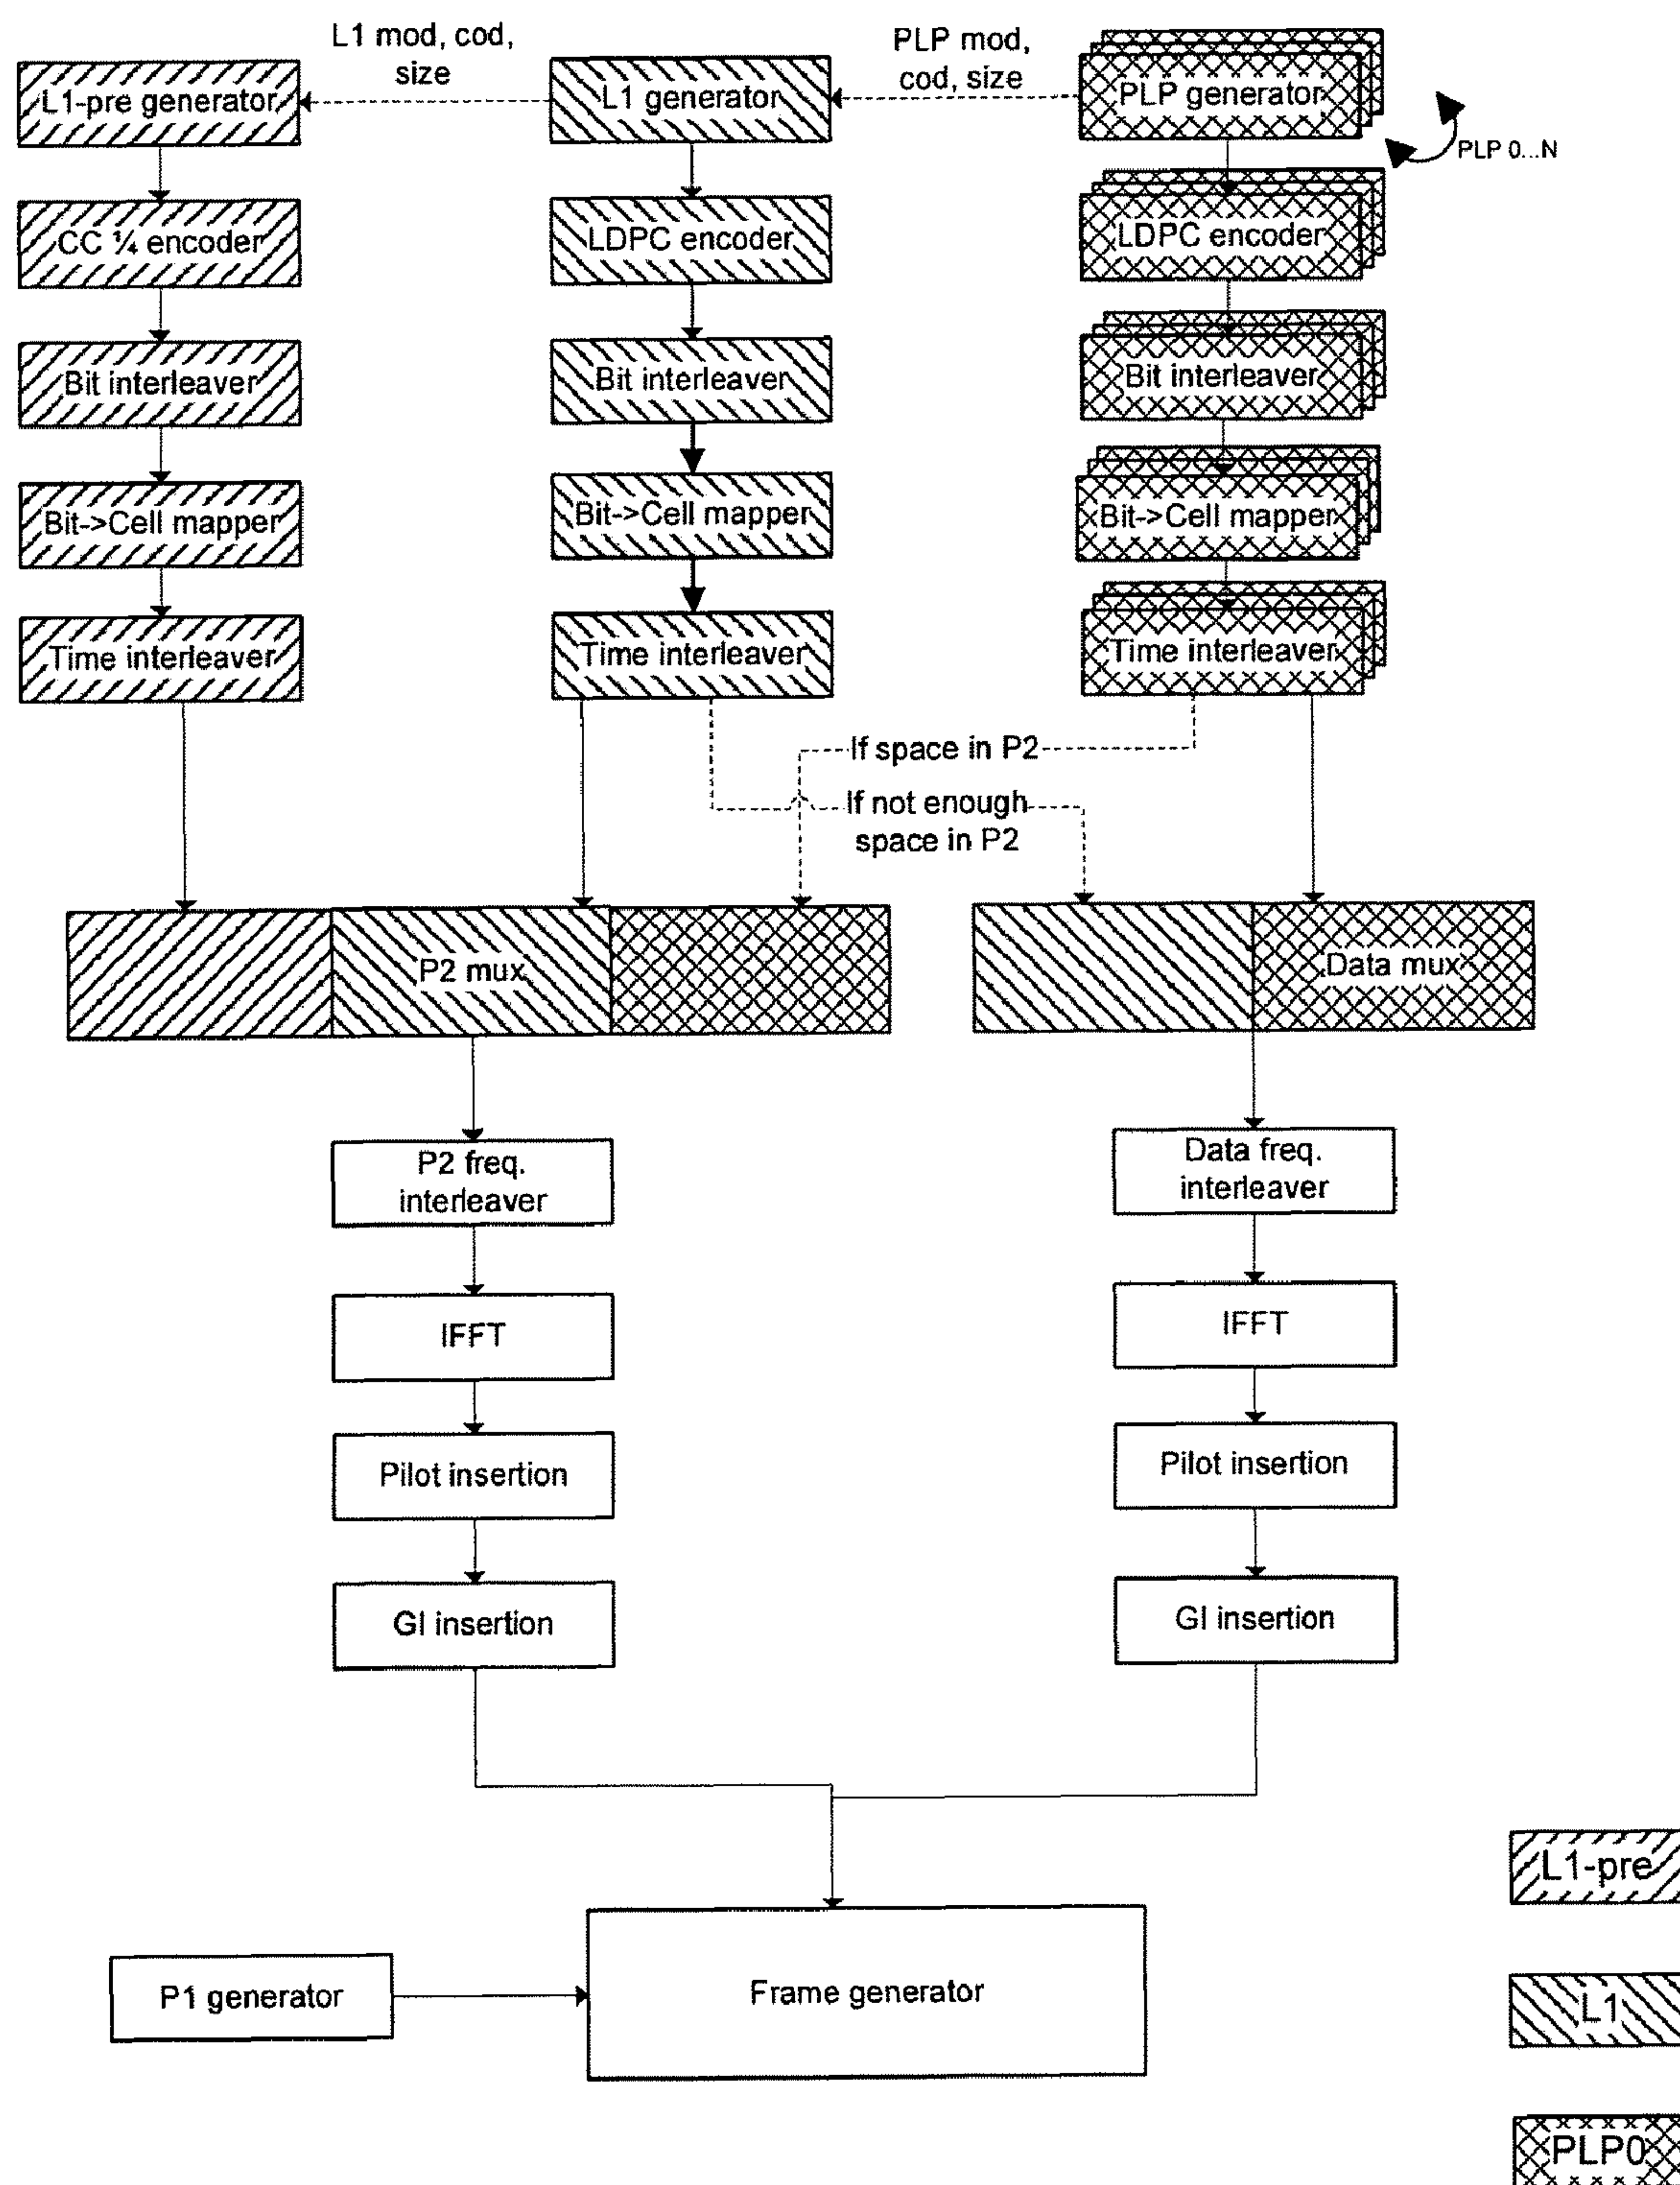 L1 mod, cod,
size
PLP mod,
cod, size
L1-pre generator
L1 generator
PLP generator
PLP 0...N
CC ¼ encoder
LDPC encoder
LDPC encoder
Bit interleaver
Bit interleaver
Bit interleaver
Bit->Cell mapper
Bit->Cell mapper
Bit->Cell mapper
Time interleaver
Time interleaver
Time interleaver
If space in P2
If not enough
space in P2
P2 mux
Data mux
P2 freq.
interleaver
Data freq.
interleaver
IFFT
IFFT
Pilot insertion
Pilot insertion
GI insertion
GI insertion
P1 generator
Frame generator
L1-pre
L1
PLP0